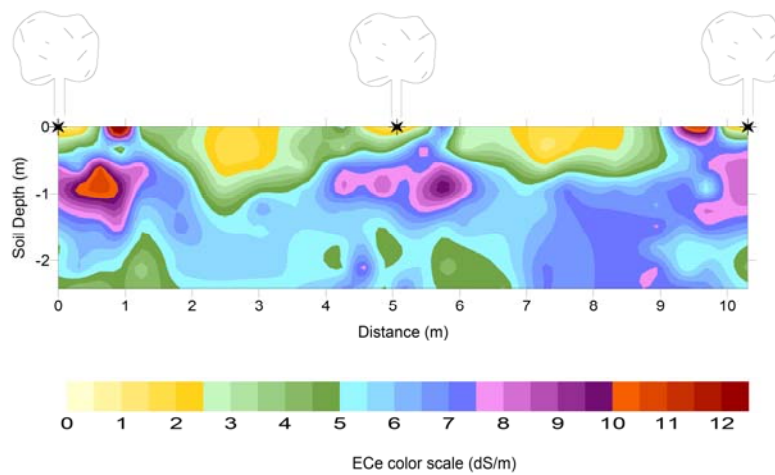 0
-1
-2
Soil Depth (m)
0 1 2 3 4 5 6 7 8 9 10
Distance (m)
0 1 2 3 4 5 6 7 8 9 10 11 12
ECe color scale (dS/m)